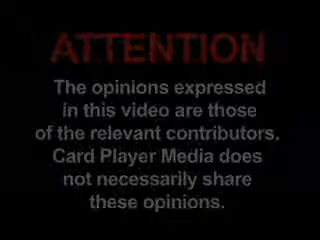 ATTENTION
The opinions expressed
in this video are those
of the relevant contributors.
Card Player Media does
not necessarily share
these opinions.